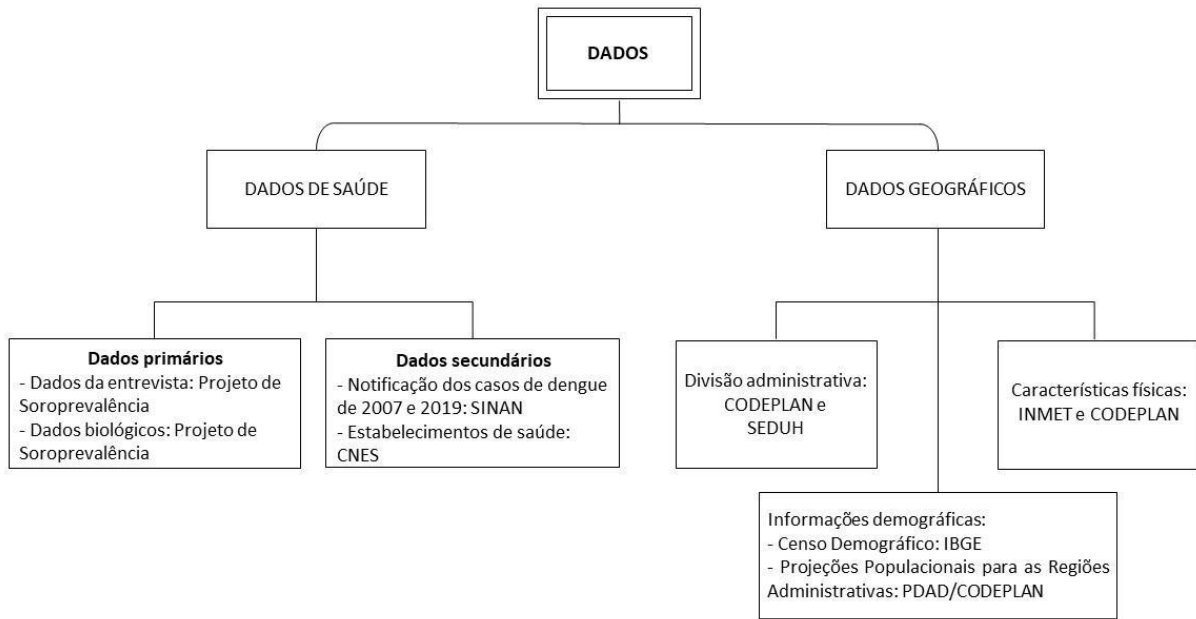 DADOS
DADOS DE SAÚDE
DADOS GEOGRÁFICOS
Dados primários
- Dados da entrevista: Projeto de
Soroprevalência
- Dados biológicos: Projeto de
Soroprevalência
Dados secundários
- Notificação dos casos de dengue
de 2007 e 2019: SINAN
- Estabelecimentos de saúde:
CNES
Divisão administrativa:
CODEPLAN e
SEDUH
Características físicas:
INMET e CODEPLAN
Informações demográficas:
- Censo Demográfico: IBGE
- Projeções Populacionais para as Regiões
Administrativas: PDAD/CODEPLAN